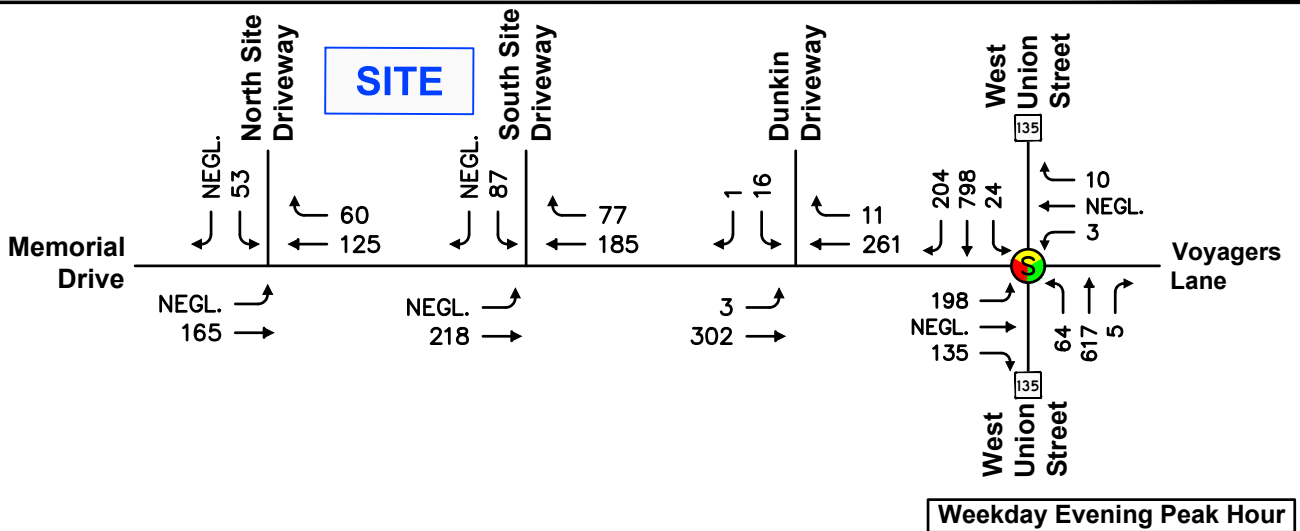 North Site
Driveway
SITE
South Site
Driveway
Dunkin
Driveway
West
Union
Street
135
NEGL.
53
60
125
NEGL.
87
77
185
1
16
11
261
204
798
24
10
NEGL.
3
Memorial
Drive
S
Voyagers
Lane
NEGL.
165
NEGL.
218
3
302
198
NEGL.
135
64
617
5
135
West
Union
Street
Weekday Evening Peak Hour